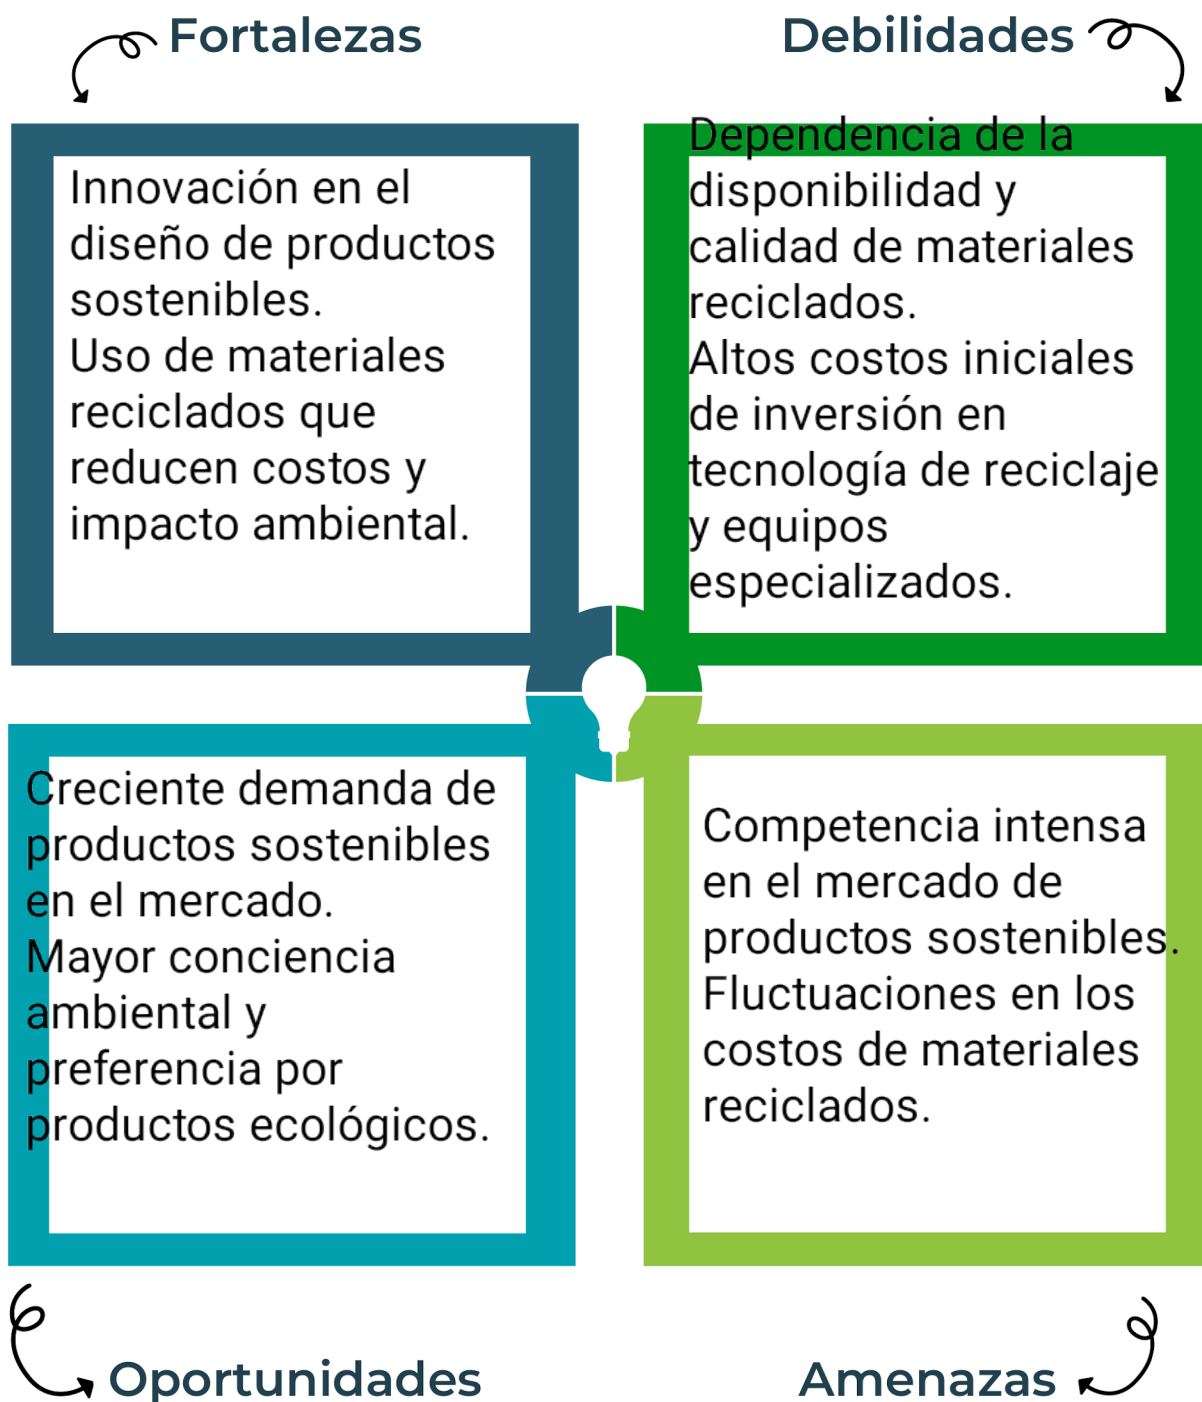 Fortalezas
Innovación en el
diseño de productos
sostenibles.
Uso de materiales
reciclados que
reducen costos y
impacto ambiental.
Debilidades
Dependencia de la
disponibilidad y
calidad de materiales
reciclados.
Altos costos iniciales
de inversión en
tecnología de reciclaje
y equipos
especializados.
Creciente demanda de
productos sostenibles
en el mercado.
Mayor conciencia
ambiental y
preferencia por
productos ecológicos.
Oportunidades
Competencia intensa
en el mercado de
productos sostenibles.
Fluctuaciones en los
costos de materiales
reciclados.
Amenazas